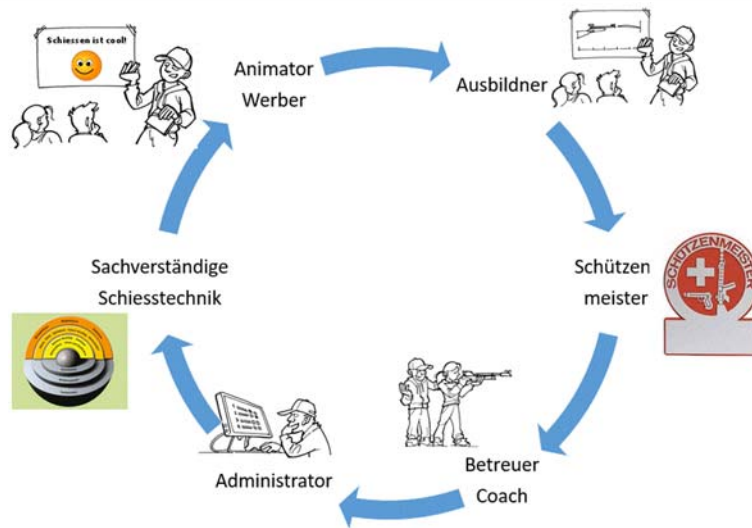 Schiessen ist cool!
Animator
Werber
Ausbildner
Schützen
meister
SCHÜTZENMEISTER
Betreuer
Coach
Administrator
Sachverständige
Schiesstechnik